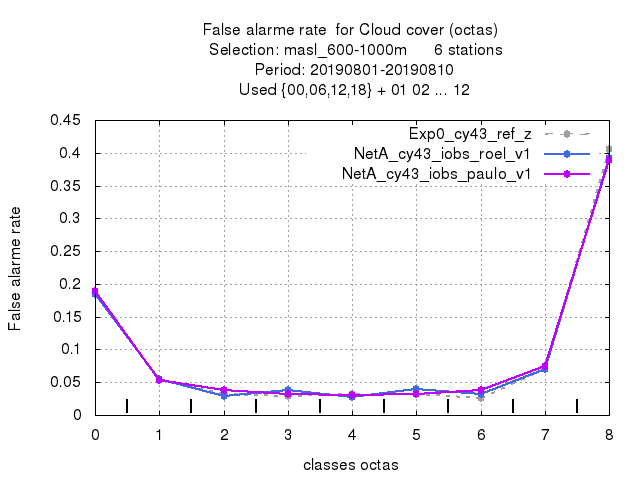 False alarme rate  for Cloud cover (octas)
Selection: masl_600-1000m      6 stations
Period: 20190801-20190810
Used {00,06,12,18} + 01 02 ... 12
Exp0_cy43_ref_z
NetA_cy43_iobs_roel_v1
NetA_cy43_iobs_paulo_v1
False alarme rate
0.45
0.4
0.35
0.3
0.25
0.2
0.15
0.1
0.05
0
0 1 2 3 4 5 6 7 8
classes octas